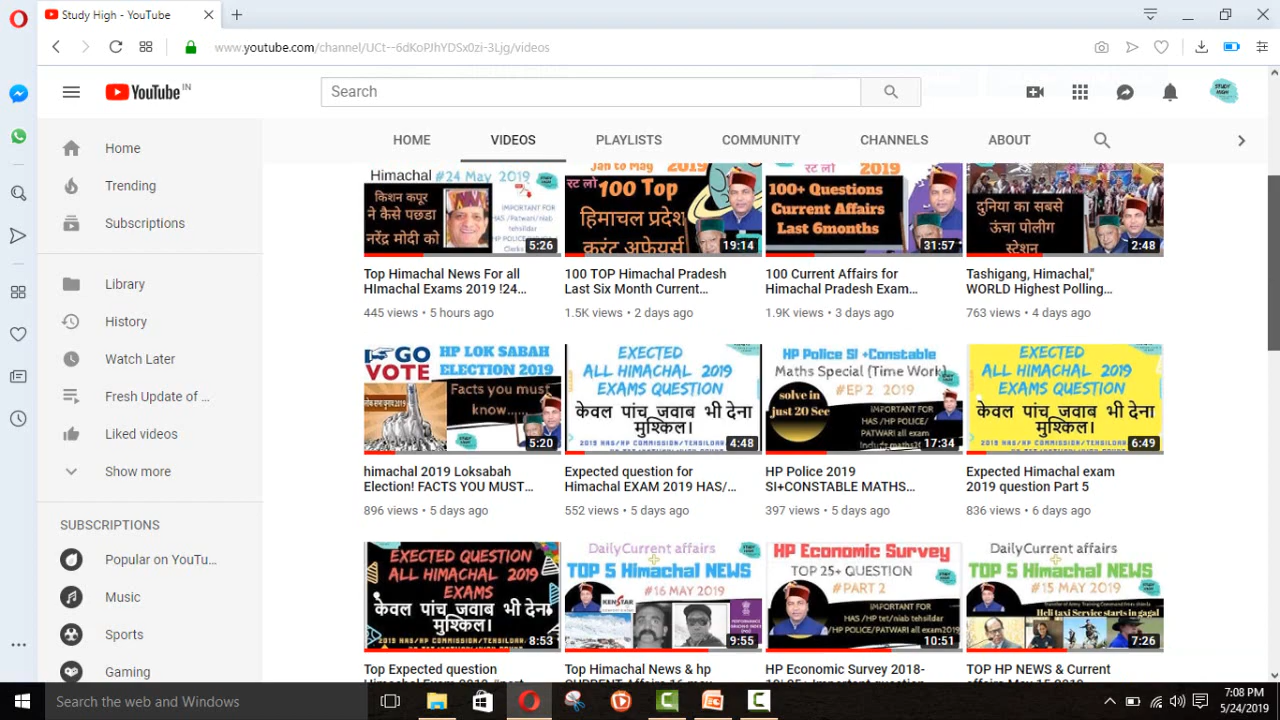 Study High - YouTube
www.youtube.com/channel/UCt--6dKoPJhYDSx0zi-3Ljg/videos
YouTube IN
Search
STUDY HIGH
HOME VIDEOS PLAYLISTS COMMUNITY CHANNELS ABOUT
Home
Trending
Subscriptions
Library
History
Watch Later
Fresh Update of ...
Liked videos
Show more
SUBSCRIPTIONS
Popular on YouTu...
Music
Sports
Gaming
Himachal #24 May 2019
किशन कपूर
ने कैसे पछडा
नरेंद्र मोदी को
IMPORTANT FOR
HAS /Patwari/niab
tehsildar
HP POLICE/
Clerks
5:26
Top Himachal News For all
HImachal Exams 2019 !24...
445 views • 5 hours ago
Jan to Mag 2019
रट लो
100 Top
हिमाचल प्रदेश
करंट अफेयर्स
19:14
100 TOP Himachal Pradesh
Last Six Month Current...
1.5K views • 2 days ago
2019
रट लो
100+ Questions
Current Affairs
Last 6months
31:57
100 Current Affairs for
Himachal Pradesh Exam...
1.9K views • 3 days ago
दुनिया का सबसे
ऊंचा पोलीग
स्टेशन
2:48
Tashigang, Himachal,"
WORLD Highest Polling...
763 views • 4 days ago
GO
VOTE
HP LOK SABAH
ELECTION 2019
Facts you must
know......
5:20
himachal 2019 Loksabah
Election! FACTS YOU MUST...
896 views • 5 days ago
EXECTED
ALL HIMACHAL 2019
EXAMS QUESTION
केवल पांच जवाब भी देना
मुश्किल।
2019 HAS/HP COMMISSION/TEHSILDAR
4:48
Expected question for
Himachal EXAM 2019 HAS/...
552 views • 5 days ago
HP Police SI +Constable
Maths Special (Time Work)
#EP 2 2019
solve in
just 20 Sec
IMPORTANT FOR
HAS /HP POLICE/
PATWARI all exam
Include maths
17:34
HP Police 2019
SI+CONSTABLE MATHS...
397 views • 5 days ago
EXECTED
ALL HIMACHAL 2019
EXAMS QUESTION
केवल पांच जवाब भी देना
मुश्किल।
2019 HAS/HP COMMISSION/TEHSILDAR
6:49
Expected Himachal exam
2019 question Part 5
836 views • 6 days ago
EXECTED QUESTION
ALL HIMACHAL 2019
EXAMS
केवल पांच जवाब भी देना
मुश्किल।
2019 HAS/HP COMMISSION/TEHSILDAR
8:53
Top Expected question
DailyCurrent affairs
TOP 5 Himachal NEWS
#16 MAY 2019
KENSTAR
9:55
Top Himachal News & hp
HP Economic Survey
TOP 25+ QUESTION
#PART 2
IMPORTANT FOR
HAS /HP tet/niab tehsildar
/HP POLICE/PATWARI all exam2019
10:51
HP Economic Survey 2018-
DailyCurrent affairs
TOP 5 Himachal NEWS
#15 MAY 2019
Heli taxi Service starts in gagal
7:26
TOP HP NEWS & Current
Search the web and Windows
7:08 PM
5/24/2019